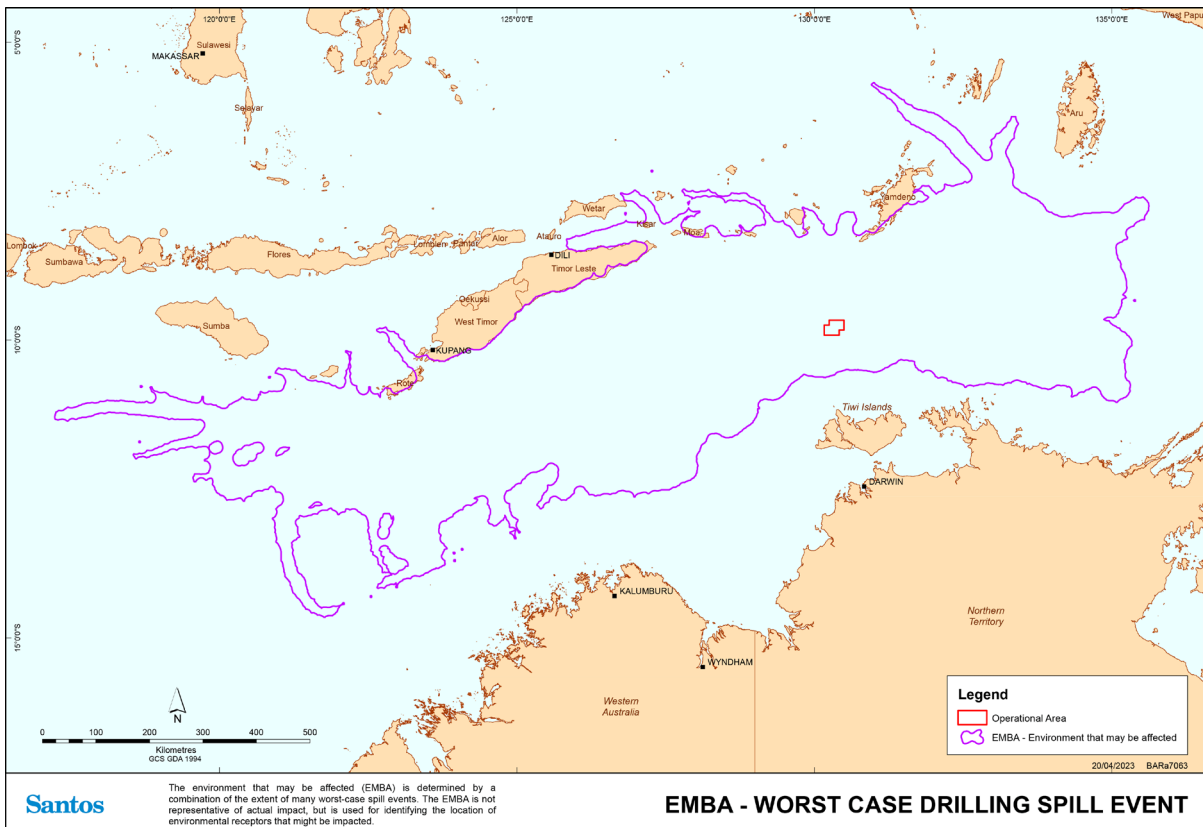 120°0'0"E
125°0'0"E
130°0'0"E
135°0'0"E
West Papua
5°0'0"S
Sulawesi
MAKASSAR
Selayar
Aru
Yamdena
Wetar
Kisar
Moa
Lombok
Sumbawa
Flores
Lomblen
Pantar
Alor
Atauro
DILI
Timor Leste
Oekussi
West Timor
Sumba
10°0'0"S
KUPANG
Rote
Tiwi Islands
DARWIN
KALUMBURU
Northern
Territory
15°0'0"S
WYNDHAM
Western
Australia
N
0 100 200 300 400 500
Kilometres
GCS GDA 1994
Legend
Operational Area
EMBA - Environment that may be affected
20/04/2023 BARa7063
Santos
The environment that may be affected (EMBA) is determined by a
combination of the extent of many worst-case spill events. The EMBA is not
representative of actual impact, but is used for identifying the location of
environmental receptors that might be impacted.
EMBA - WORST CASE DRILLING SPILL EVENT